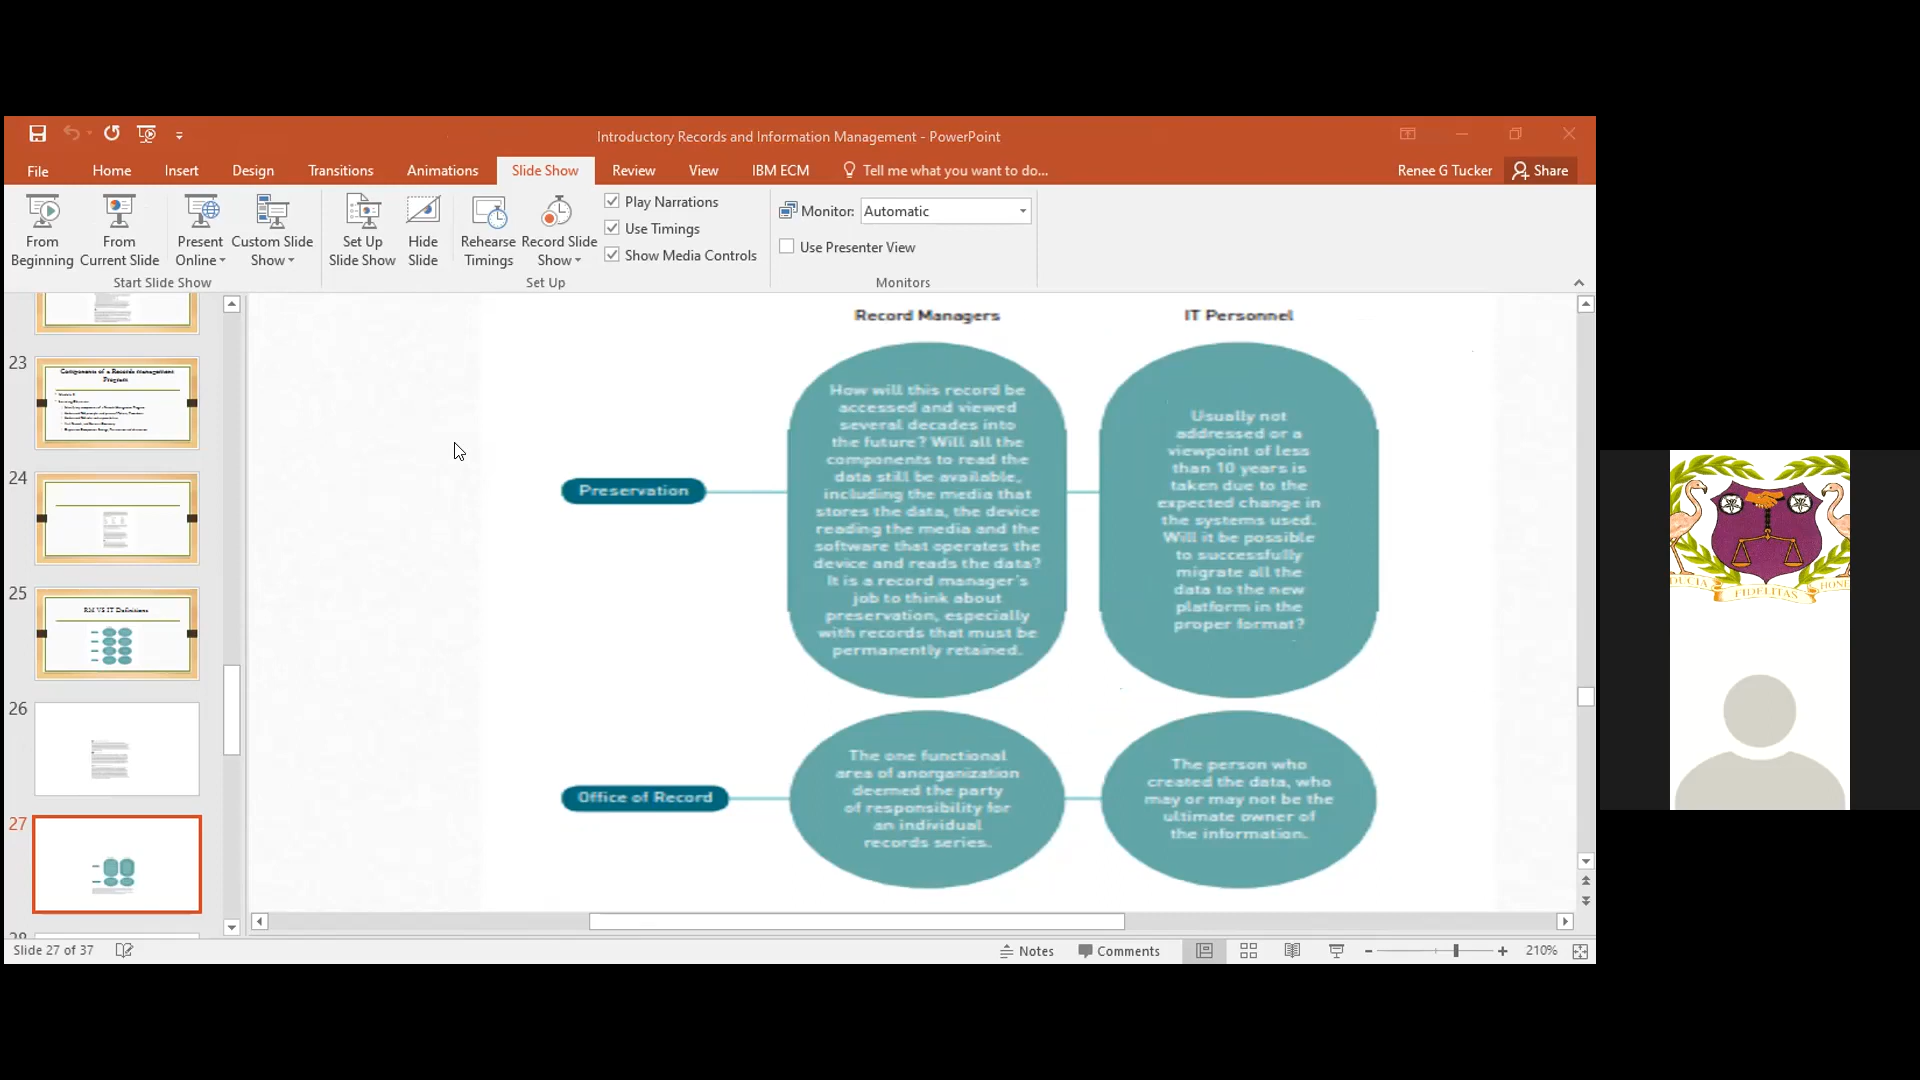 Introductory Records and Information Management - PowerPoint
File Home Insert Design Transitions Animations Slide Show Review View IBM ECM Tell me what you want to do... Renee G Tucker Share
From
Beginning
From
Current Slide
Present
Online
Custom Slide
Show
Start Slide Show
Set Up
Slide Show
Hide
Slide
Rehearse
Timings
Record Slide
Show
Play Narrations
Use Timings
Show Media Controls
Set Up
Monitor: Automatic
Use Presenter View
Monitors
23
Components of a Records management
Program
24
25
RM VS IT Definitions
26
27
Record Managers
IT Personnel
Preservation
How will this record be
accessed and viewed
several decades into
the future? Will all the
components to read the
data still be available,
including the media that
stores the data, the device
reading the media and the
software that operates the
device and reads the data?
It is a record manager's
job to think about
preservation, especially
with records that must be
permanently retained.
Usually not
addressed or a
viewpoint of less
than 10 years is
taken due to the
expected change in
the systems used.
Will it be possible
to successfully
migrate all the
data to the new
platform in the
proper format?
Office of Record
The one functional
area of anorganization
deemed the party
of responsibility for
an individual
records series.
The person who
created the data, who
may or may not be the
ultimate owner of
the information.
Slide 27 of 37
Notes Comments 210%
FIDELITAS